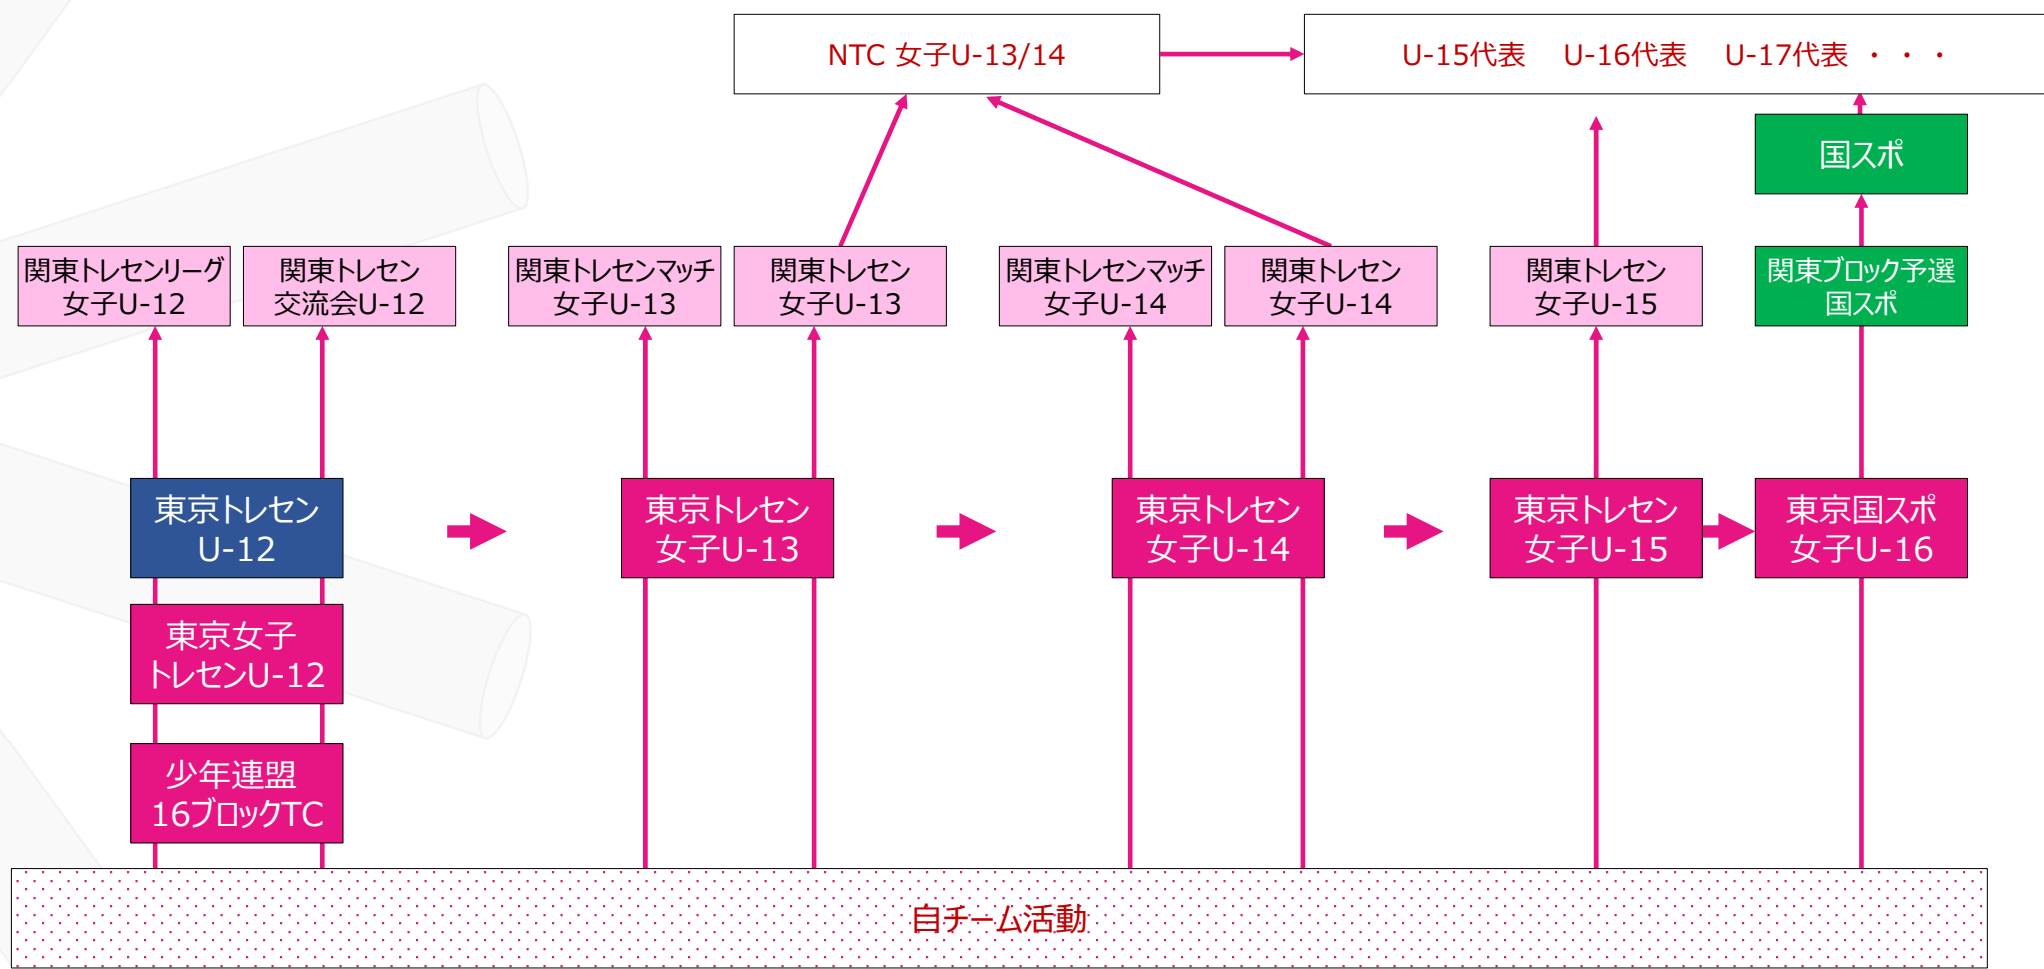 NTC 女子U-13/14
U-15代表 U-16代表 U-17代表 ・ ・ ・
国スポ
関東トレセンリーグ
女子U-12
関東トレセン
交流会U-12
関東トレセンマッチ
女子U-13
関東トレセン
女子U-13
関東トレセンマッチ
女子U-14
関東トレセン
女子U-14
関東トレセン
女子U-15
関東ブロック予選
国スポ
東京トレセン
U-12
東京トレセン
女子U-13
東京トレセン
女子U-14
東京トレセン
女子U-15
東京国スポ
女子U-16
東京女子
トレセンU-12
少年連盟
16ブロックTC
自チーム活動